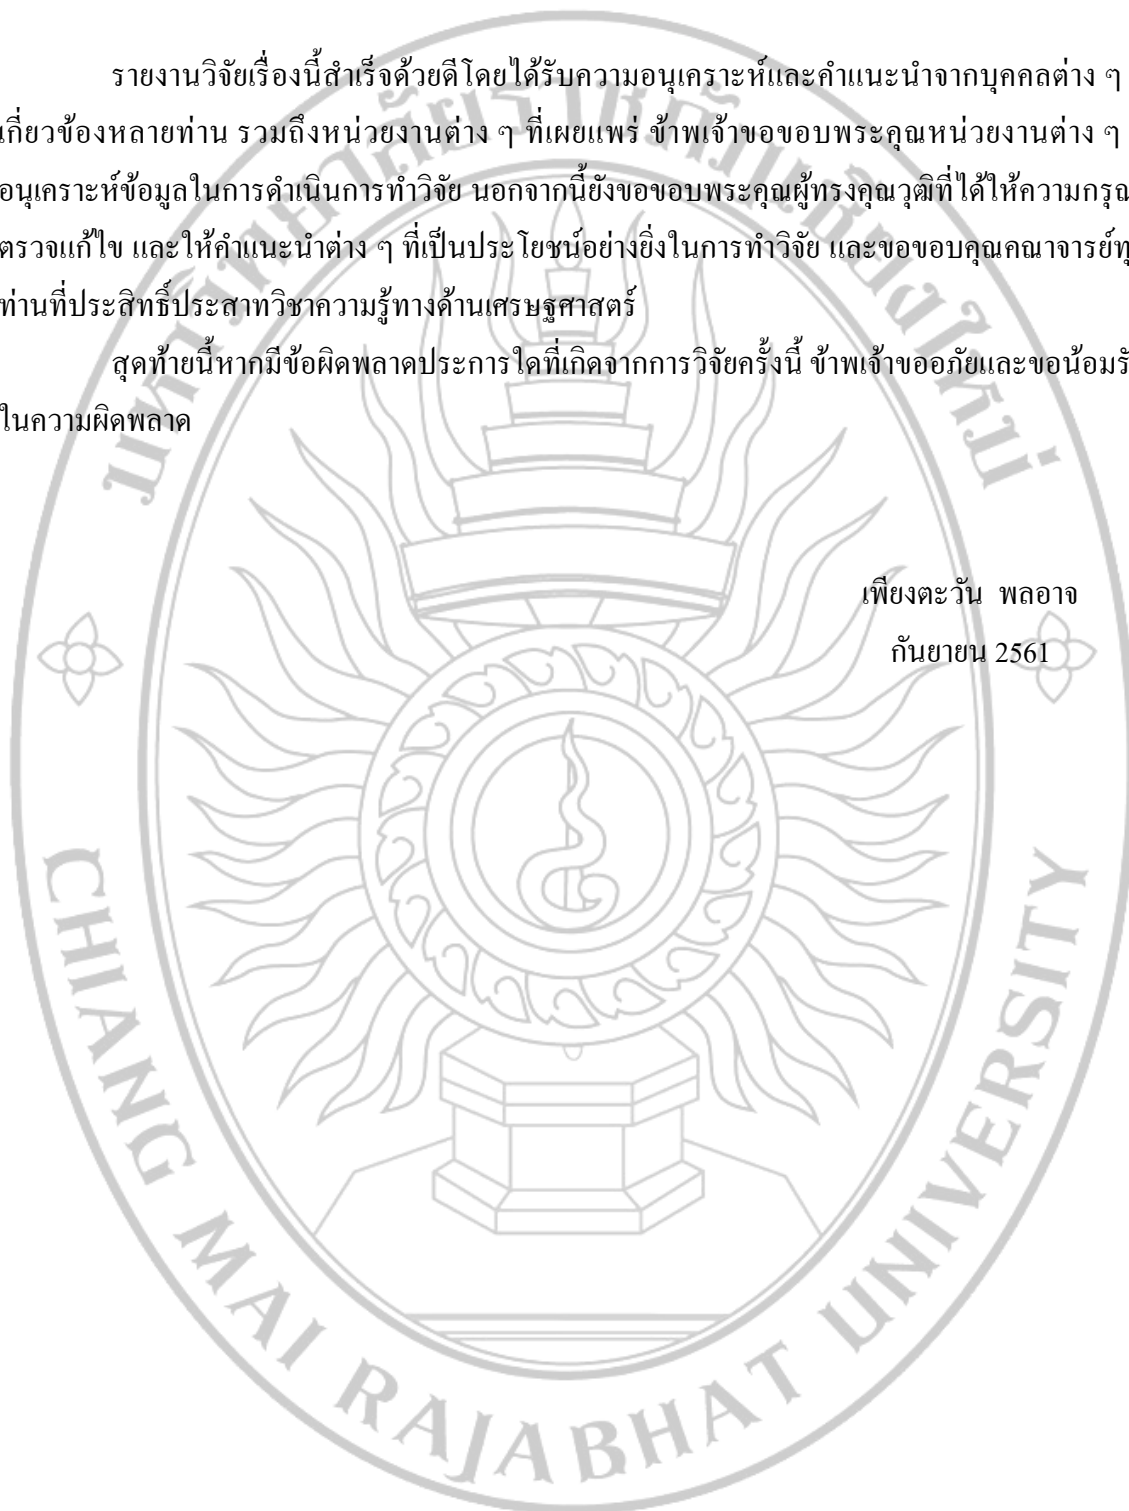 รายงานวิจัยเรื่องนี้สำเร็จด้วยดีโดยได้รับความอนุเคราะห์และคำแนะนำจากบุคคลต่าง ๆ
เกี่ยวข้องหลายท่าน รวมถึงหน่วยงานต่าง ๆ ที่เผยแพร่ ข้าพเจ้าขอขอบพระคุณหน่วยงานต่าง ๆ
อนุเคราะห์ข้อมูลในการดำเนินการทำวิจัย นอกจากนี้ยังขอขอบพระคุณผู้ทรงคุณวุฒิที่ได้ให้ความกรุณ
ตรวจแก้ไข และให้คำแนะนำต่าง ๆ ที่เป็นประโยชน์อย่างยิ่งในการทำวิจัย และขอขอบคุณคณาจารย์ทุ
ท่านที่ประสิทธิ์ประสาทวิชาความรู้ทางด้านเศรษฐศาสตร์
สุดท้ายนี้หากมีข้อผิดพลาดประการใดที่เกิดจากการวิจัยครั้งนี้ ข้าพเจ้าขออภัยและขอน้อมรั
ในความผิดพลาด
เพียงตะวัน พลอาจ
กันยายน 2561
มหาวิทยาลัยราชภัฏเชียงใหม่
CHIANG MAI RAJABHAT UNIVERSITY